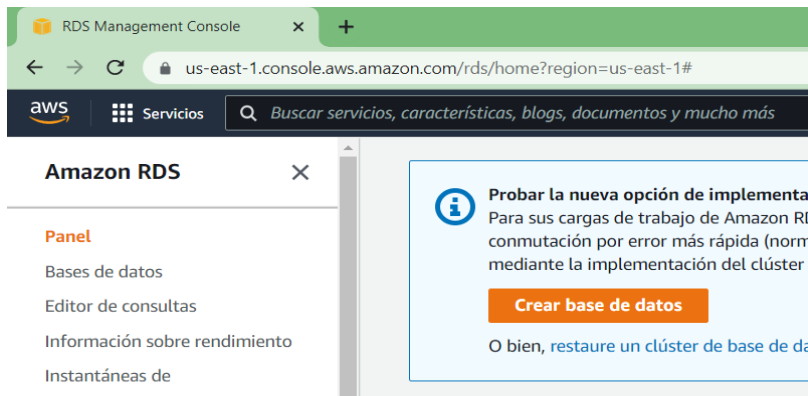 RDS Management Console
us-east-1.console.aws.amazon.com/rds/home?region=us-east-1#
aws
Servicios
Buscar servicios, características, blogs, documentos y mucho más
Amazon RDS
Panel
Bases de datos
Editor de consultas
Información sobre rendimiento
Instantáneas de
Probar la nueva opción de implementa
Para sus cargas de trabajo de Amazon RD
conmutación por error más rápida (norm
mediante la implementación del clúster
Crear base de datos
O bien, restaure un clúster de base de da